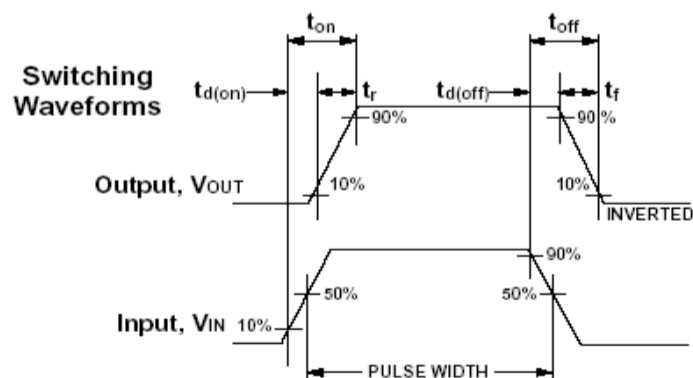 ton
toff
Switching
Waveforms
td(on)
tr
td(off)
tf
90%
90%
Output, VOUT
10%
10%
INVERTED
90%
50%
50%
Input, VIN
10%
PULSE WIDTH